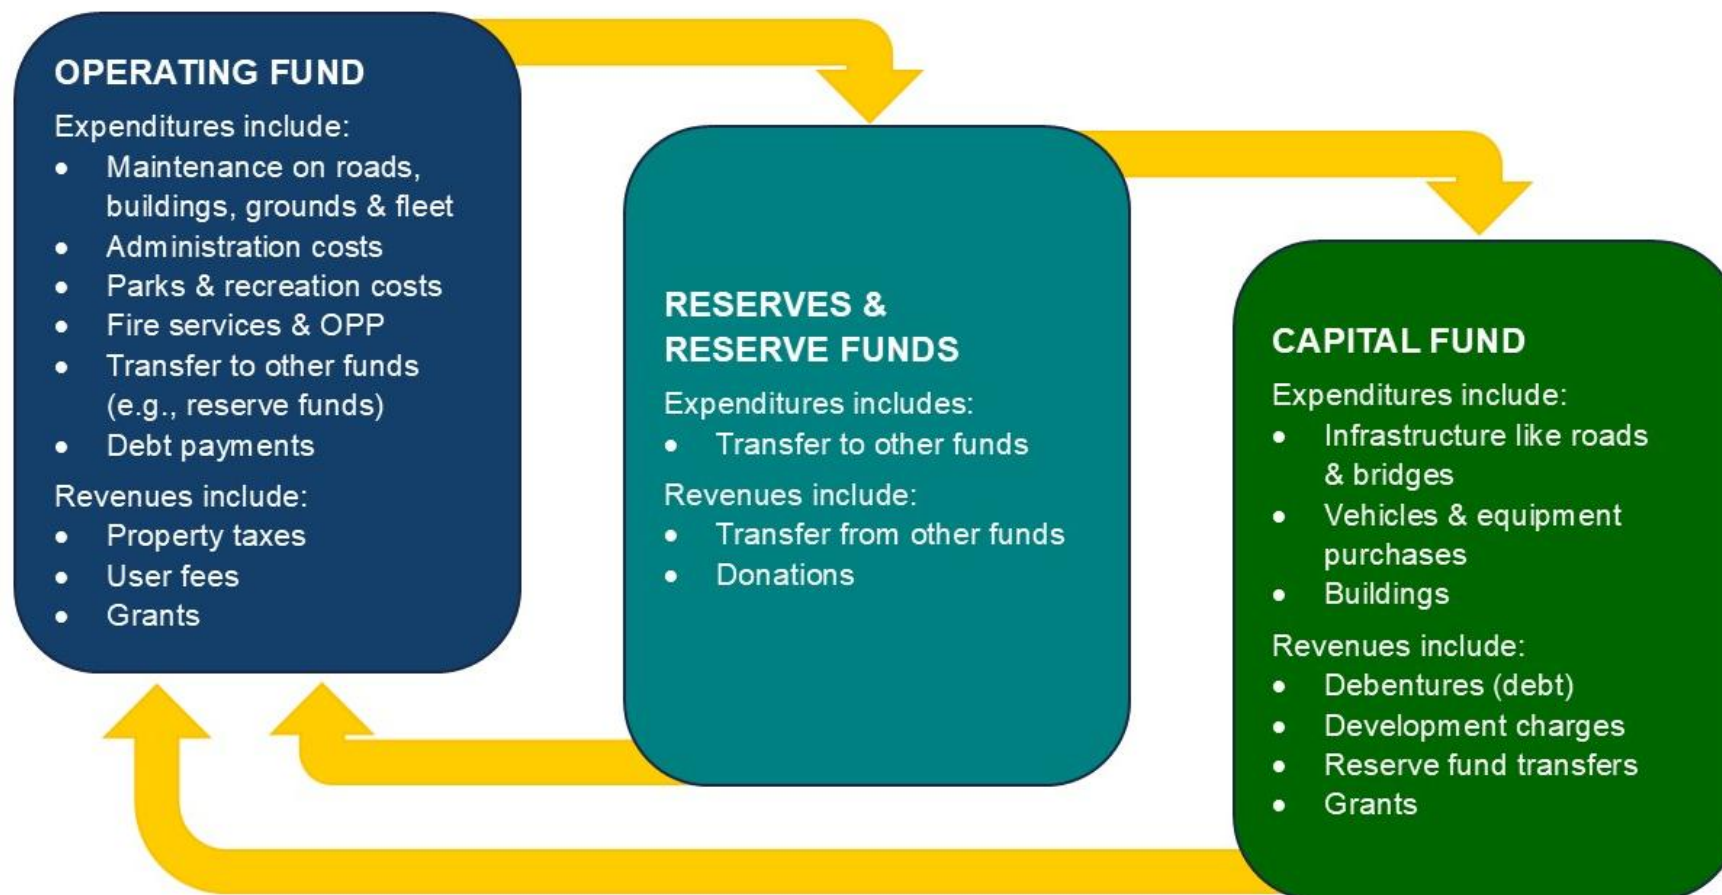 OPERATING FUND
Expenditures include:
• Maintenance on roads,
buildings, grounds & fleet
• Administration costs
• Parks & recreation costs
• Fire services & OPP
• Transfer to other funds
(e.g., reserve funds)
• Debt payments
Revenues include:
• Property taxes
• User fees
• Grants
RESERVES &
RESERVE FUNDS
Expenditures includes:
• Transfer to other funds
Revenues include:
• Transfer from other funds
• Donations
CAPITAL FUND
Expenditures include:
• Infrastructure like roads
& bridges
• Vehicles & equipment
purchases
• Buildings
Revenues include:
• Debentures (debt)
• Development charges
• Reserve fund transfers
• Grants